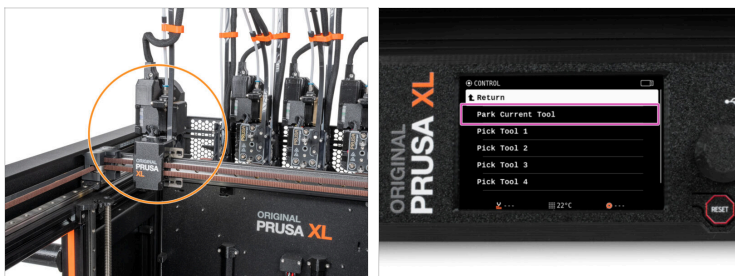 ORIGINAL
PRUSA
XL
ORIGINAL
PRUSA XL
ORIGINAL
PRUSA XL
CONTROL
Return
Park Current Tool
Pick Tool 1
Pick Tool 2
Pick Tool 3
Pick Tool 4
---
22°C
---
RESET